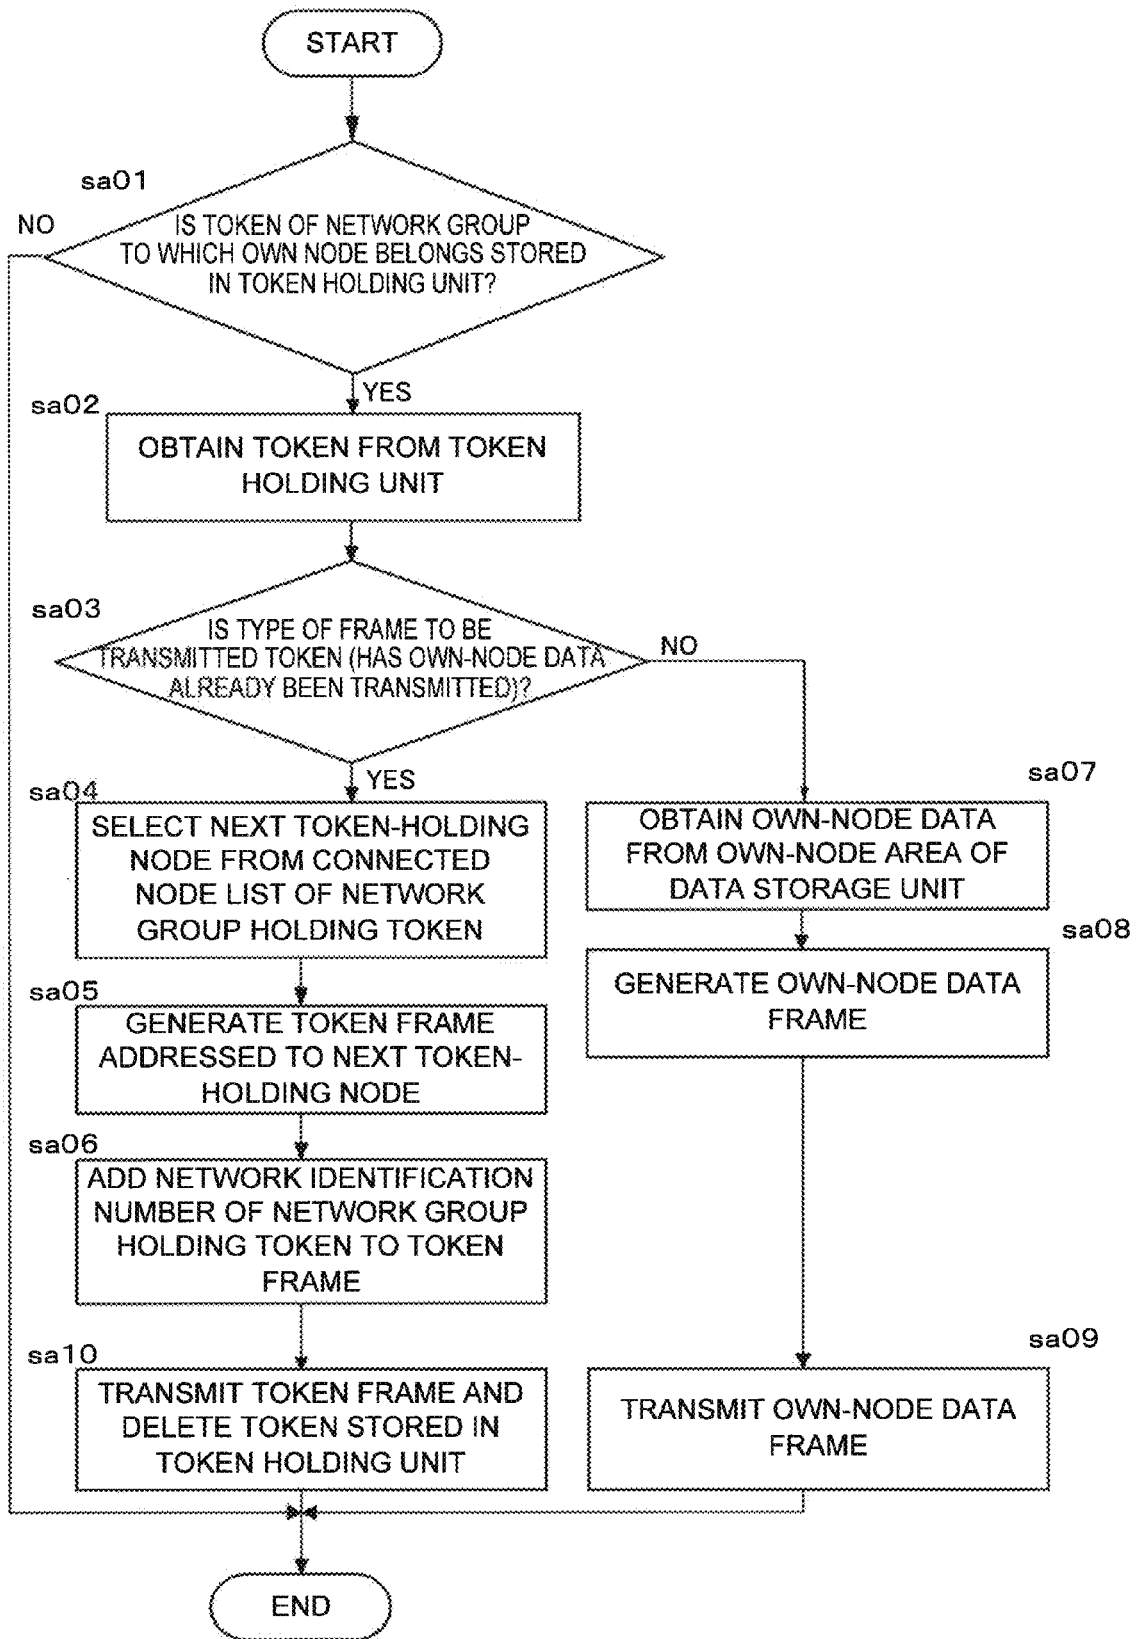 START
sa01
NO
IS TOKEN OF NETWORK GROUP
TO WHICH OWN NODE BELONGS STORED
IN TOKEN HOLDING UNIT?
YES
sa02
OBTAIN TOKEN FROM TOKEN
HOLDING UNIT
sa03
IS TYPE OF FRAME TO BE
TRANSMITTED TOKEN (HAS OWN-NODE DATA
ALREADY BEEN TRANSMITTED)?
NO
YES
sa04
SELECT NEXT TOKEN-HOLDING
NODE FROM CONNECTED
NODE LIST OF NETWORK
GROUP HOLDING TOKEN
sa05
GENERATE TOKEN FRAME
ADDRESSED TO NEXT TOKEN-
HOLDING NODE
sa06
ADD NETWORK IDENTIFICATION
NUMBER OF NETWORK GROUP
HOLDING TOKEN TO TOKEN
FRAME
sa10
TRANSMIT TOKEN FRAME AND
DELETE TOKEN STORED IN
TOKEN HOLDING UNIT
sa07
OBTAIN OWN-NODE DATA
FROM OWN-NODE AREA OF
DATA STORAGE UNIT
sa08
GENERATE OWN-NODE DATA
FRAME
sa09
TRANSMIT OWN-NODE DATA
FRAME
END